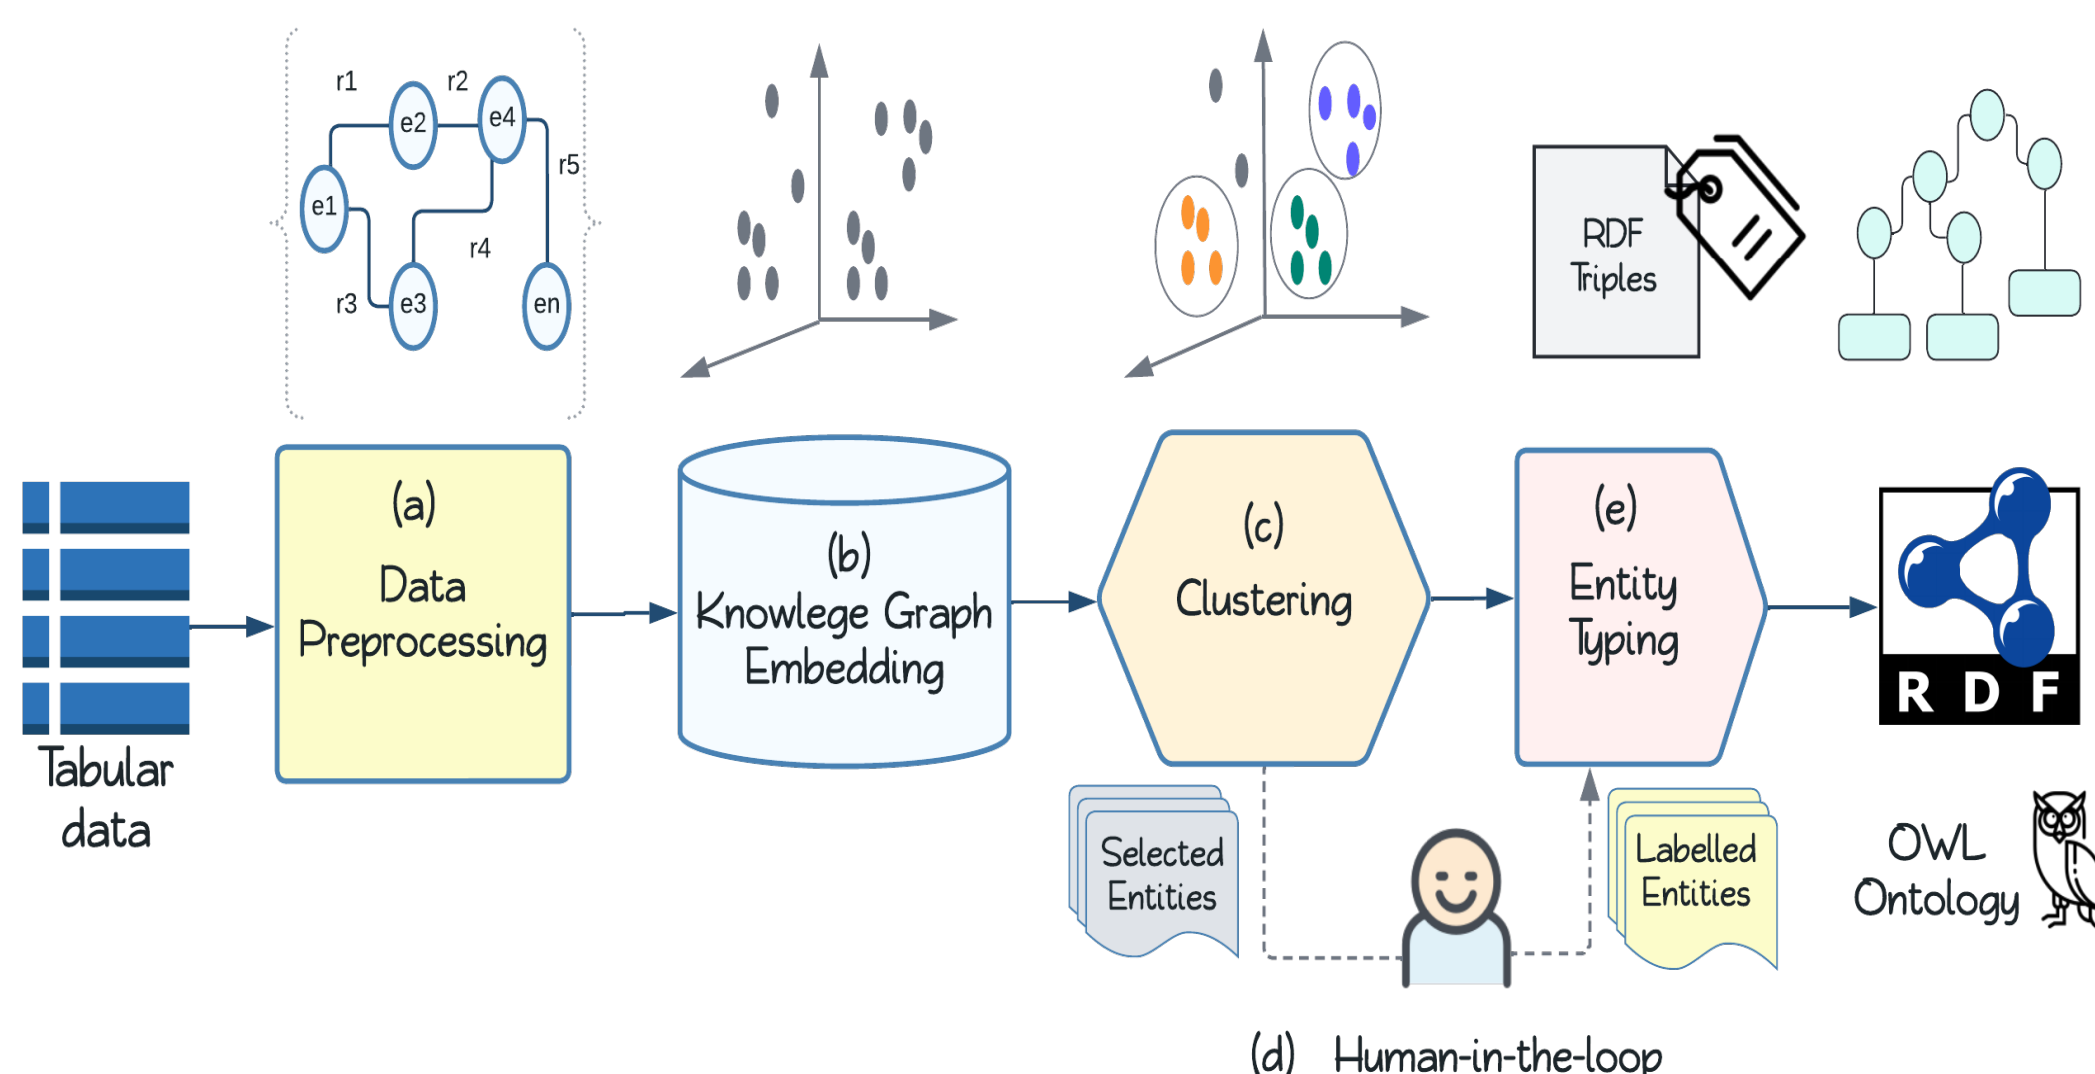 r1
r2
e2
e4
r5
e1
r4
r3
e3
en
RDF
Triples
Tabular
data
(a)
Data
Preprocessing
(b)
Knowlege Graph
Embedding
(c)
Clustering
(e)
Entity
Typing
R D F
Selected
Entities
Labelled
Entities
OWL
Ontology
(d) Human-in-the-loop